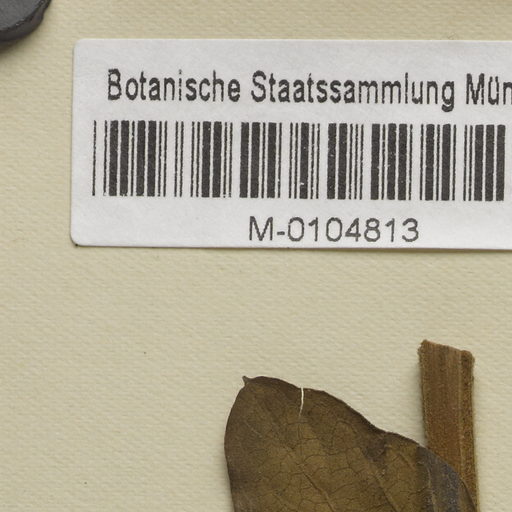 Botanische Staatssammlung Mün
M-0104813